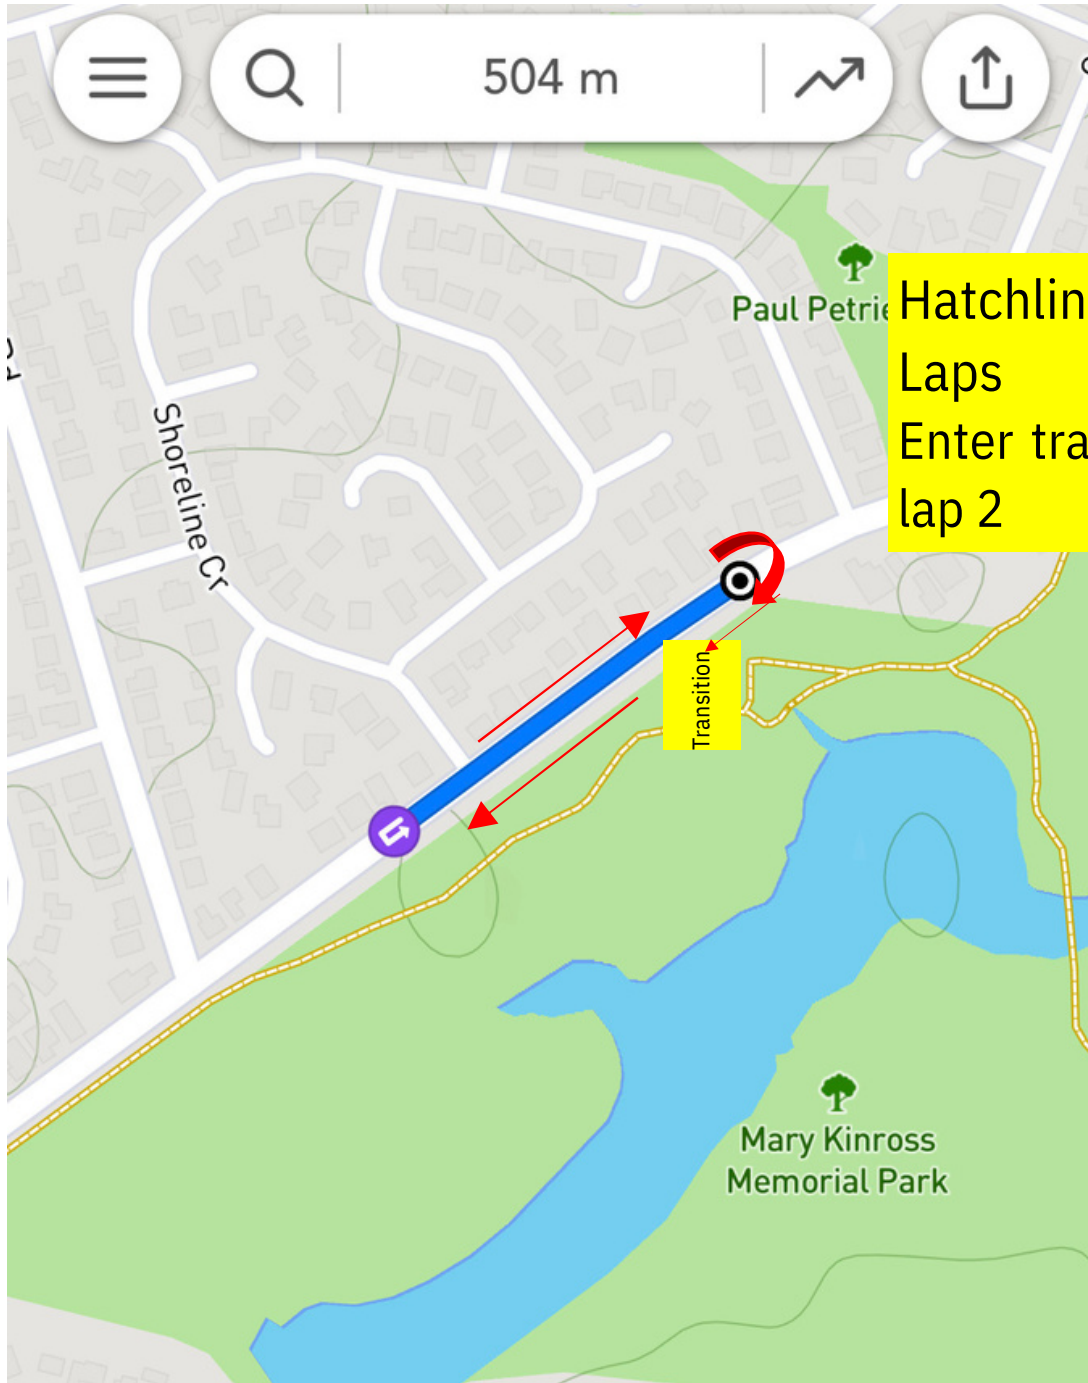 504 m
Paul Petrie
Hatchlin
Laps
Enter tra
lap 2
Shoreline Cr
Transition
Mary Kinross
Memorial Park